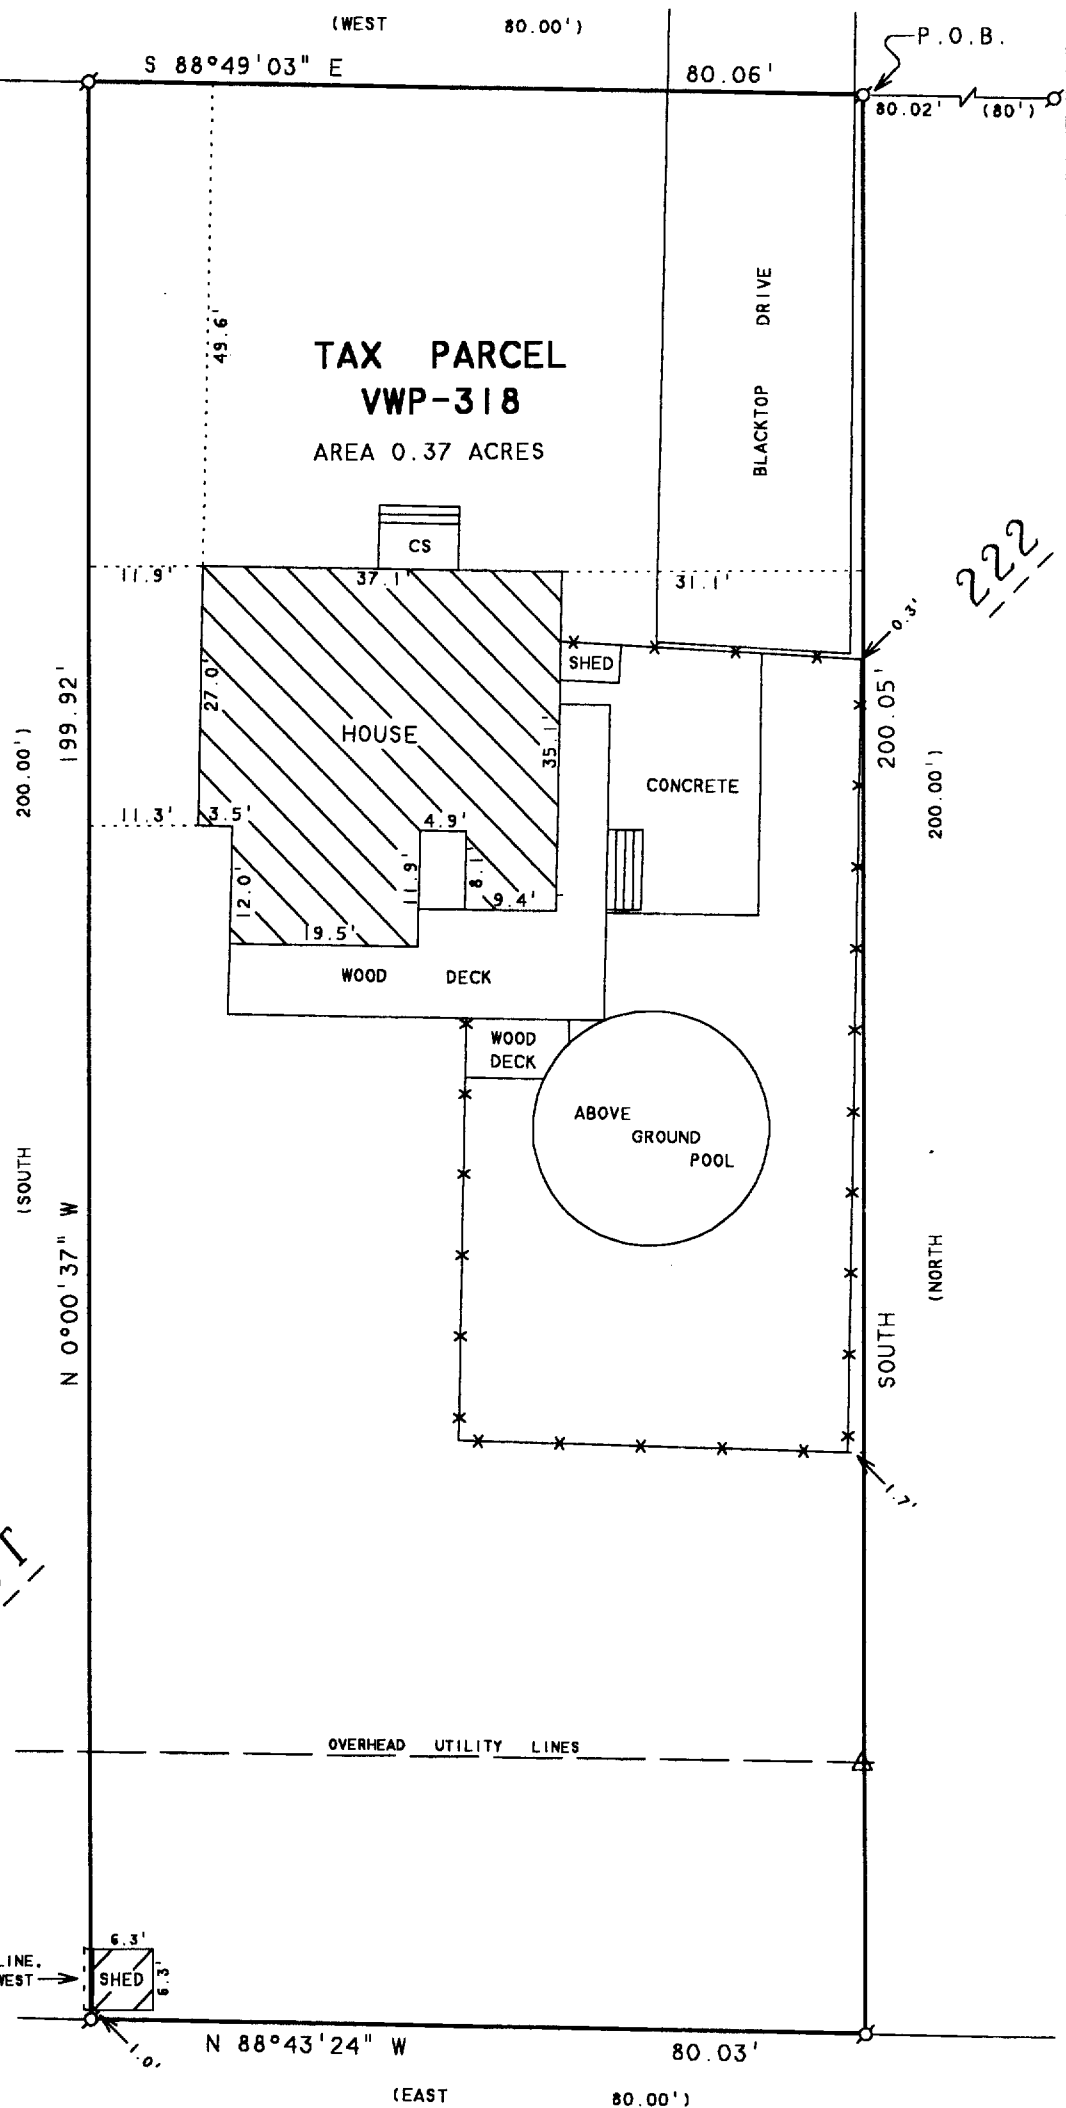 (WEST 80.00')
P.O.B.
S 88°49'03" E 80.06'
80.02' (80')
49.6'
BLACKTOP DRIVE
TAX PARCEL
VWP-318
AREA 0.37 ACRES
CS
222
11.9' 37.1' 31.1'
0.3'
SHED
27.0'
199.92'
200.00')
HOUSE
35.1'
CONCRETE
200.05'
200.00')
11.3' 3.5' 4.9'
12.0'
11.9'
8.1'
9.4'
19.5'
WOOD DECK
WOOD
DECK
ABOVE
GROUND
POOL
(SOUTH
N 0°00'37" W
(NORTH
SOUTH
1.7'
OVERHEAD UTILITY LINES
6.3'
LINE,
WEST
SHED
6.3'
1.0'
N 88°43'24" W 80.03'
(EAST 80.00')